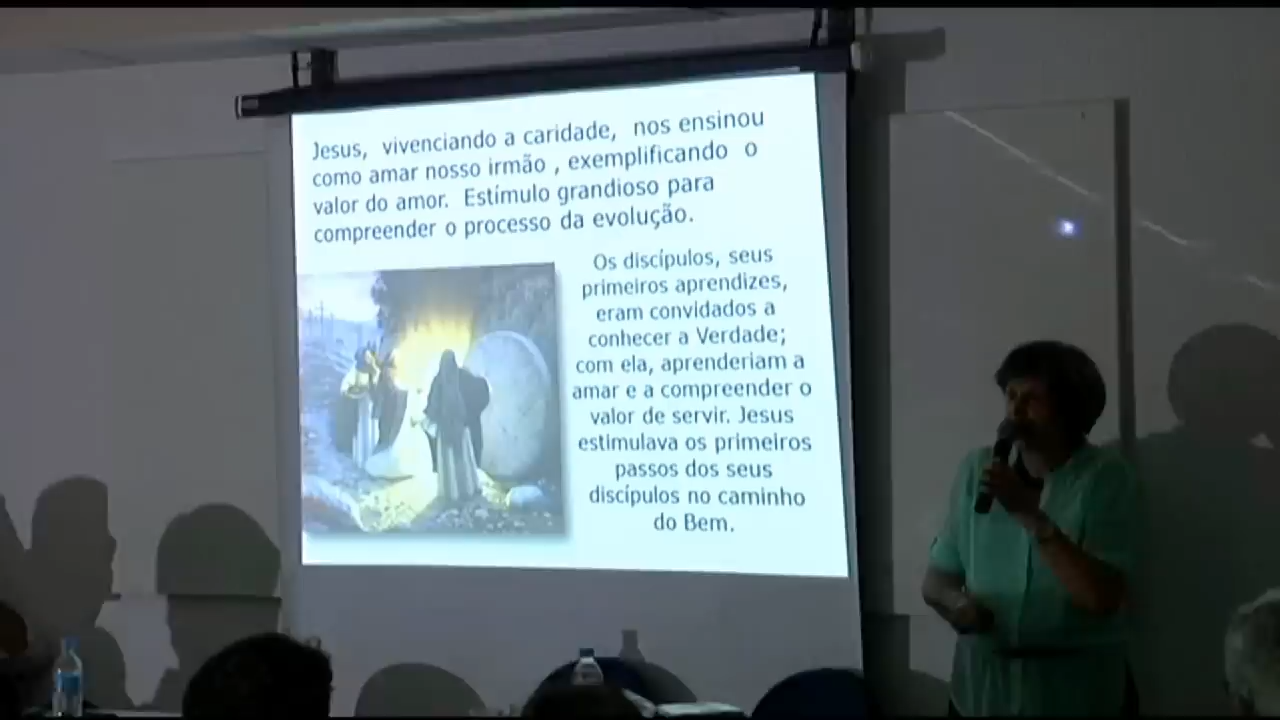 Jesus, vivenciando a caridade, nos ensinou
como amar nosso irmão , exemplificando o
valor do amor. Estímulo grandioso para
compreender o processo da evolução.
Os discípulos, seus
primeiros aprendizes,
eram convidados a
conhecer a Verdade;
com ela, aprenderiam a
amar e a compreender o
valor de servir. Jesus
estimulava os primeiros
passos dos seus
discípulos no caminho
do Bem.